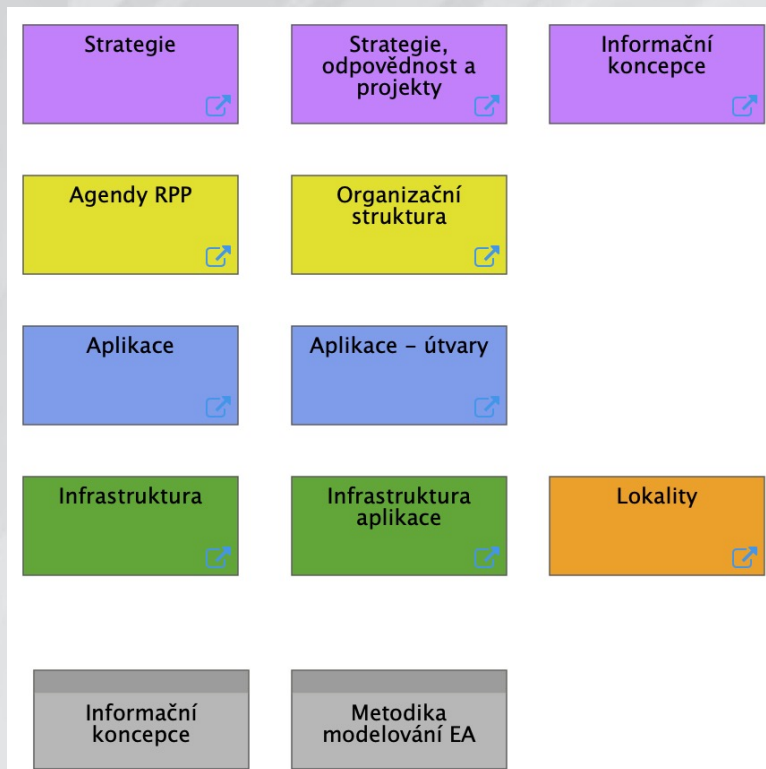 Strategie
Strategie,
odpovědnost a
projekty
Informační
koncepce
Agendy RPP
Organizační
struktura
Aplikace
Aplikace – útvary
Infrastruktura
Infrastruktura
aplikace
Lokality
Informační
koncepce
Metodika
modelování EA